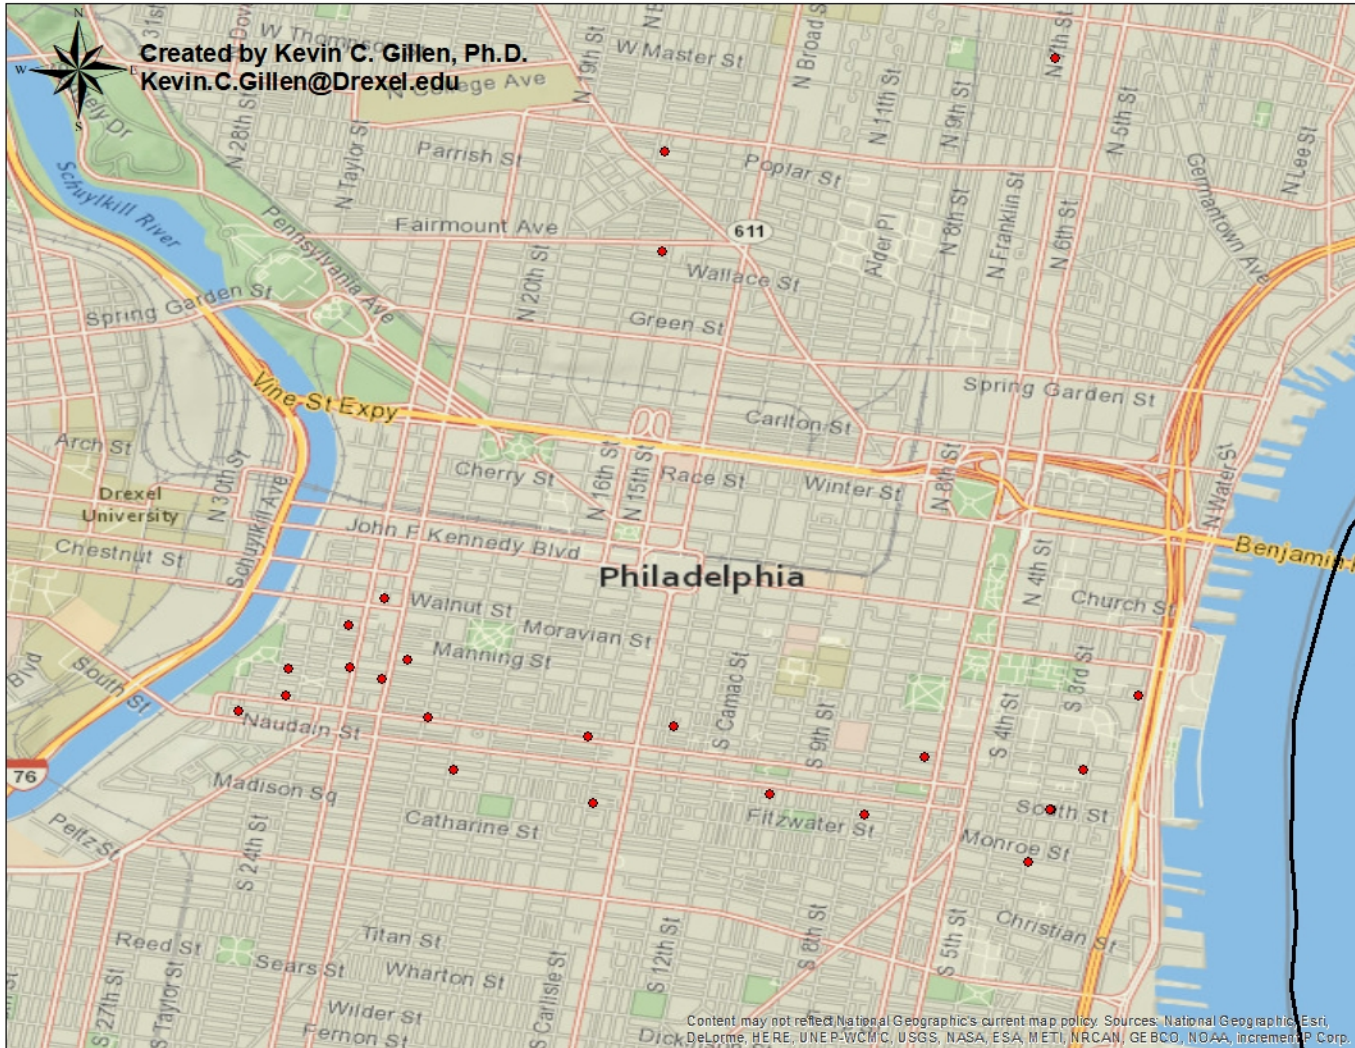 N
W
E
S
Created by Kevin C. Gillen, Ph.D.
Kevin.C.Gillen@Drexel.edu
31st
W Thompson
N 19th St
W Master St
N Broad S
N 7th St
N College Ave
N 28th St
N Taylor St
Parrish St
Poplar St
N 11th St
N 9th St
N 5th St
Germantown Ave
N Lee St
Schuylkill River
Pennsylvania Ave
Fairmount Ave
611
Alder Pl
N 8th St
N Franklin St
N 6th St
Wallace St
N 20th St
Spring Garden St
Green St
Vine St Expy
Spring Garden St
Carlton St
Arch St
Cherry St
N 16th St
N 15th St
Race St
Winter St
N 8th St
N Water St
Drexel
University
N 30th St
Schuylkill Ave
John F Kennedy Blvd
Chestnut St
Benjamin
N 4th St
Philadelphia
Walnut St
Church St
Moravian St
Manning St
Blvd
South St
S Camac St
S 9th St
S 4th St
S 3rd St
Naudain St
76
Madison Sq
South St
Catharine St
Fitzwater St
Peltz St
Monroe St
S 24th St
Christian St
Titan St
Reed St
Sears St
Wharton St
S 12th St
S 8th St
S 5th St
S 27th St
S Taylor St
S Carlisle St
Wilder St
Fernon St
Content may not reflect National Geographic's current map policy. Sources: National Geographic, Esri,
DeLorme, HERE, UNEP-WCMC, USGS, NASA, ESA, METI, NRCAN, GEBCO, NOAA, increment P Corp.